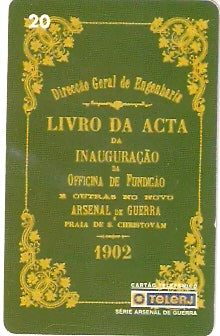 20
Direcção Geral de Engenharia
LIVRO DA ACTA
DA
INAUGURAÇÃO
DA
OFFICINA DE FUNDIÇÃO
E OUTRAS NO NOVO
ARSENAL DE GUERRA
PRAIA DE S. CHRISTOVÃM
1902
CARTÃO TELEFÔNICO
TELERJ
SÉRIE ARSENAL DE GUERRA